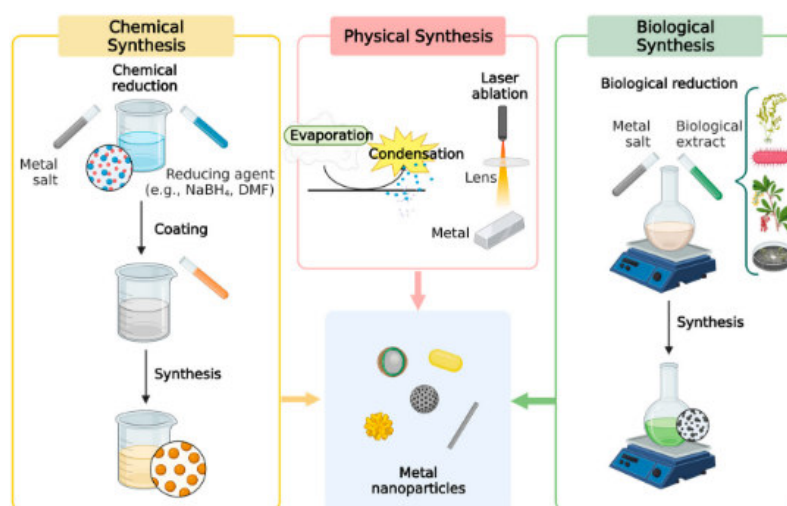 Chemical
Synthesis
Chemical
reduction
Metal
salt
Reducing agent
(e.g., NaBH₄, DMF)
Coating
Synthesis
Physical Synthesis
Laser
ablation
Evaporation
Condensation
Lens
Metal
Metal
nanoparticles
Biological
Synthesis
Biological reduction
Metal
salt
Biological
extract
Synthesis